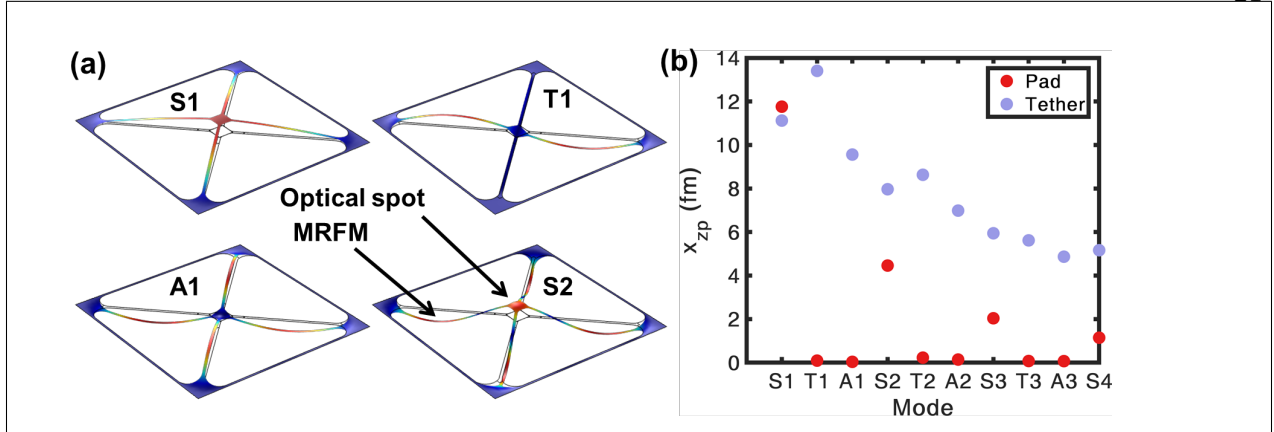 (a)
S1
T1
Optical spot
MRFM
A1
S2
(b)
14
12
10
8
6
4
2
0
x_zp (fm)
Pad
Tether
S1 T1 A1 S2 T2 A2 S3 T3 A3 S4
Mode